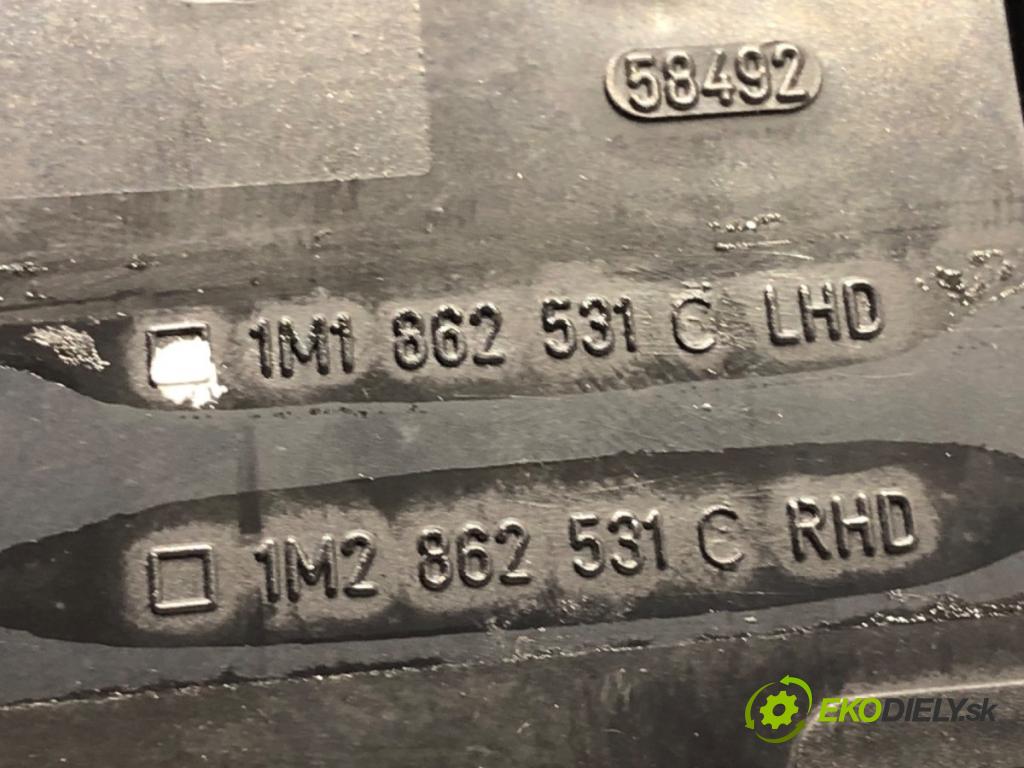 58492
1M1 862 531 C LHD
1M2 862 531 C RHD
EKODIELY.sk